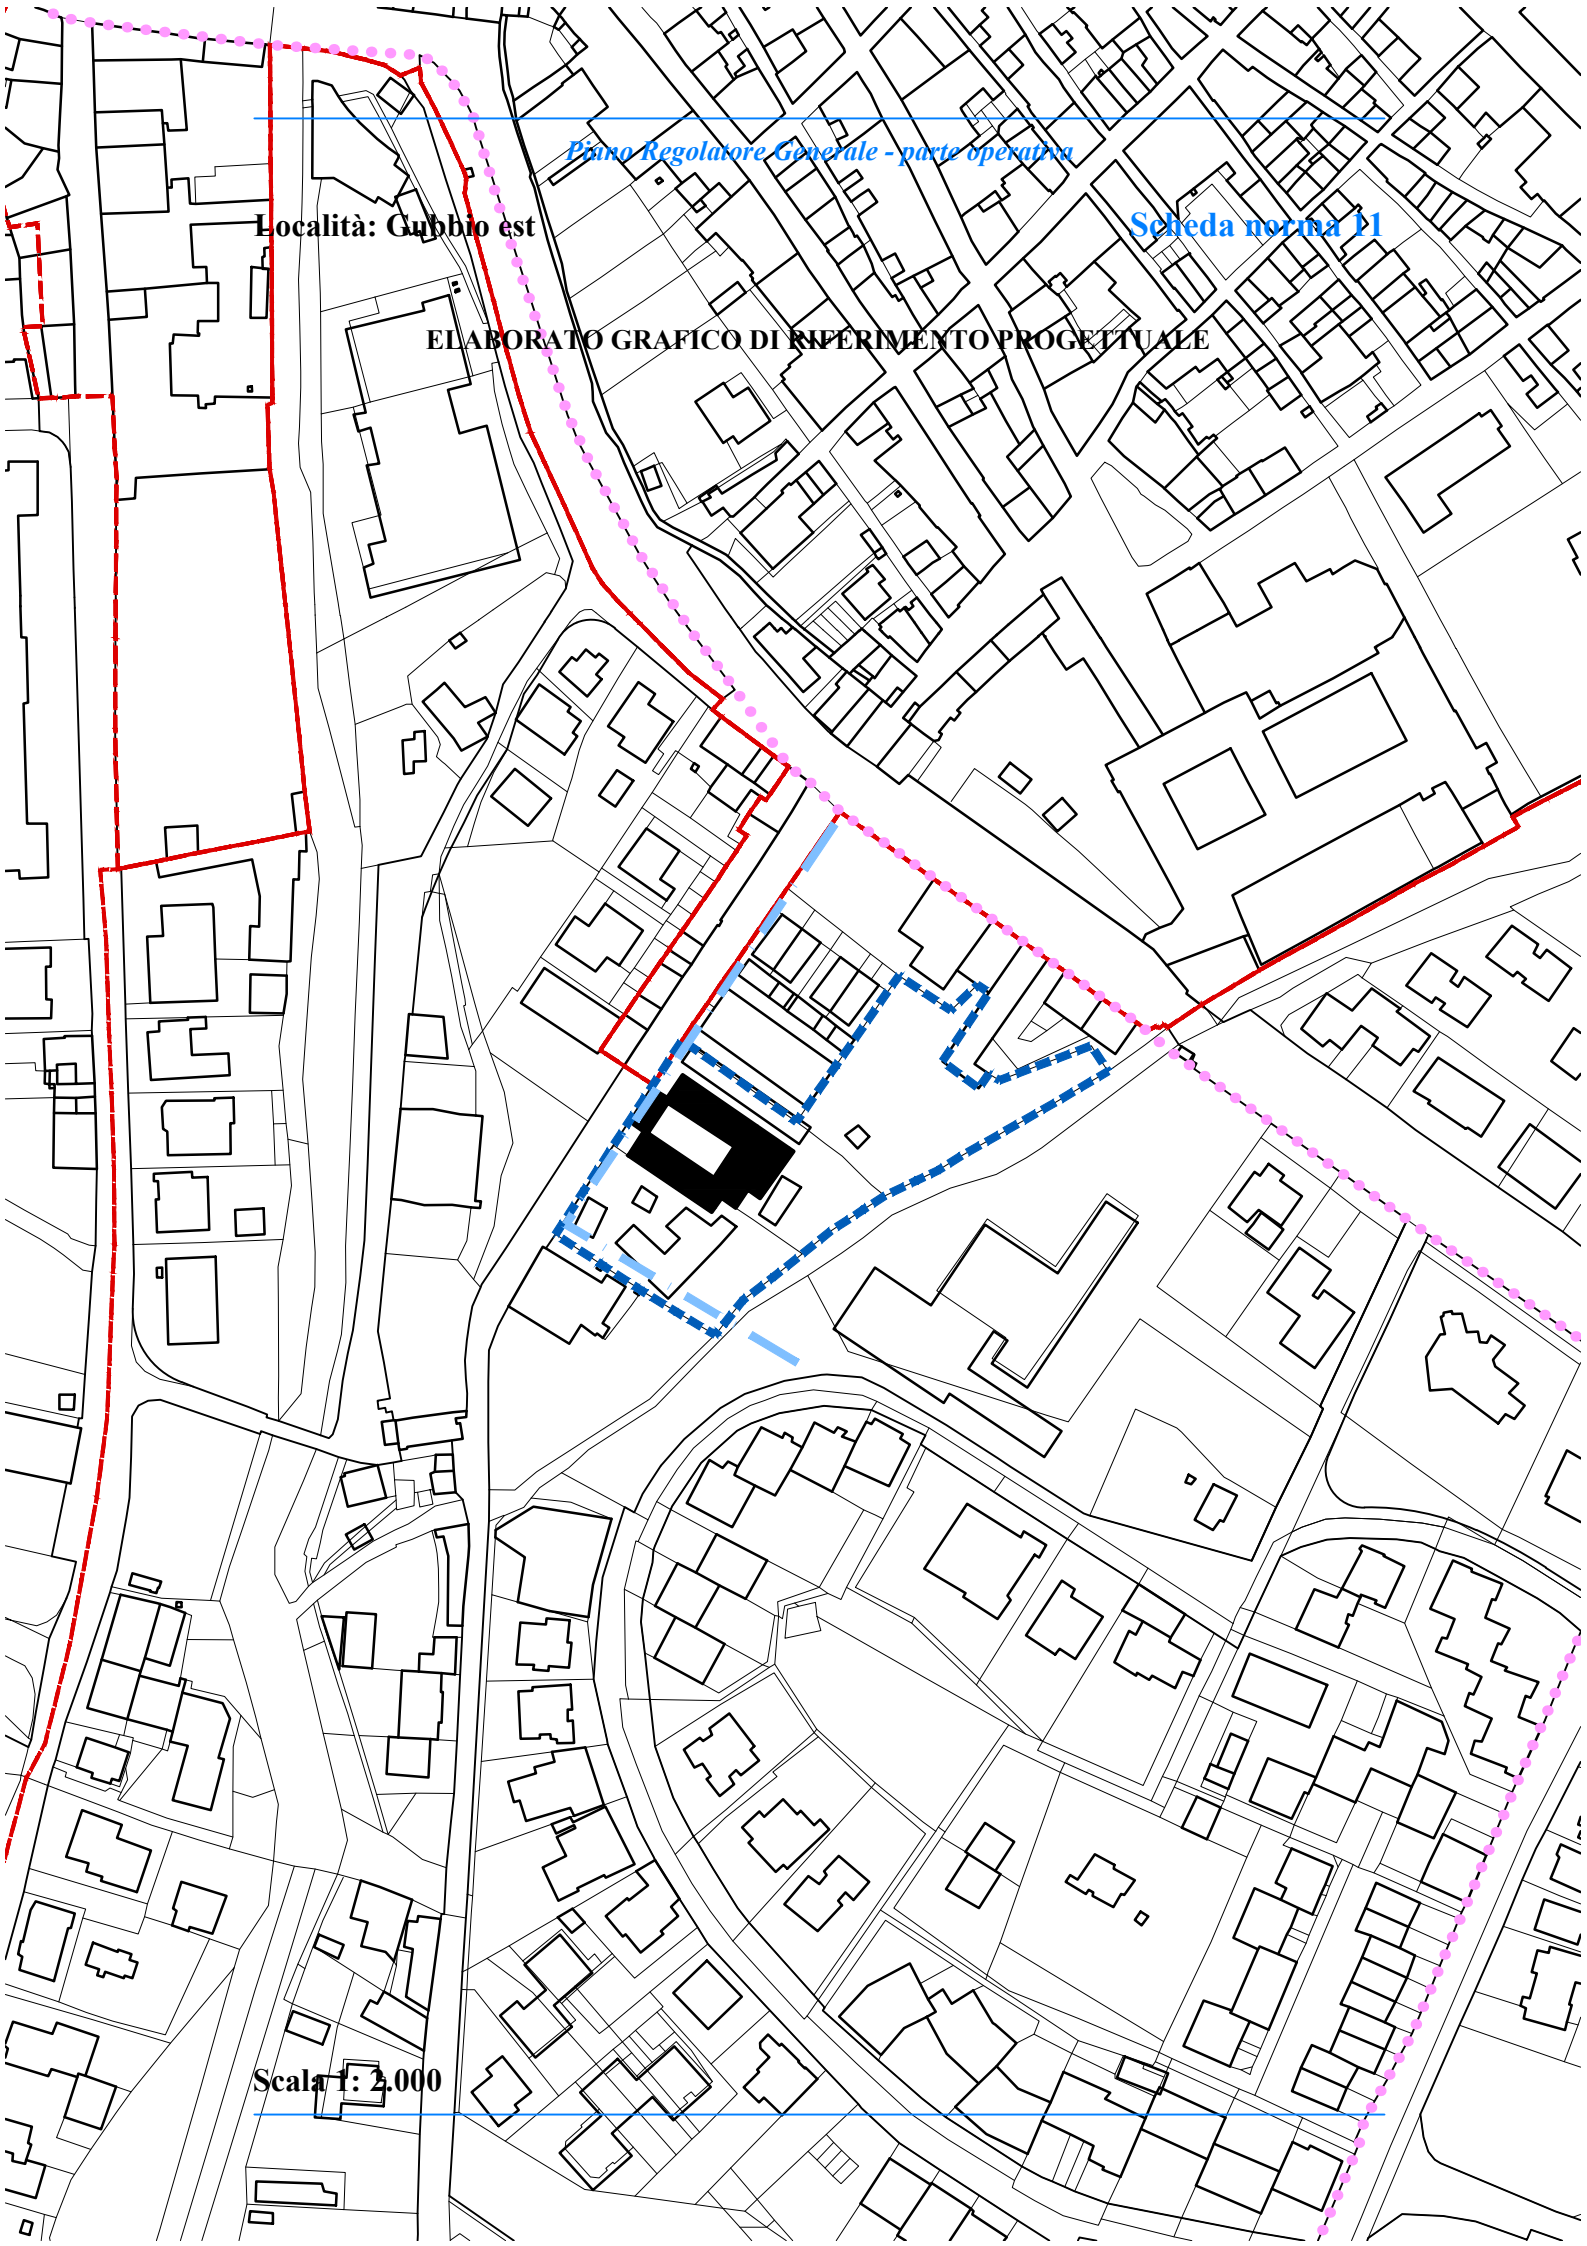 Piano Regolatore Generale - parte operativa
Località: Gubbio est
Scheda norma 11
ELABORATO GRAFICO DI RIFERIMENTO PROGETTUALE
Scala 1: 2.000